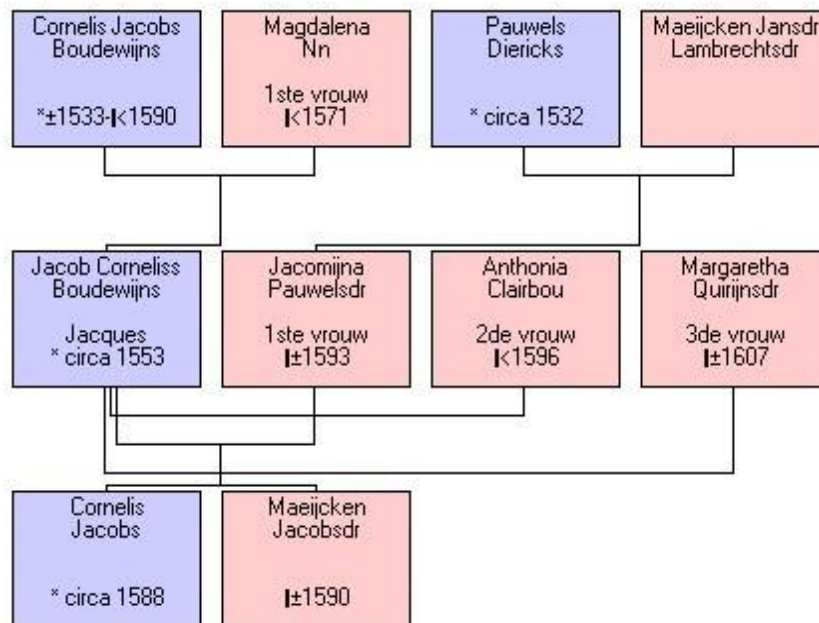 Cornelis Jacobs
Boudewijns
*±1533-|<1590
Magdalena
Nn
1ste vrouw
|<1571
Pauwels
Diericks
* circa 1532
Maeijcken Jansdr
Lambrechtsdr
Jacob Corneliss
Boudewijns
Jacques
* circa 1553
Jacomijna
Pauwelsdr
1ste vrouw
|±1593
Anthonia
Clairbou
2de vrouw
|<1596
Margaretha
Quirijnsdr
3de vrouw
|±1607
Cornelis
Jacobs
* circa 1588
Maeijcken
Jacobsdr
|±1590